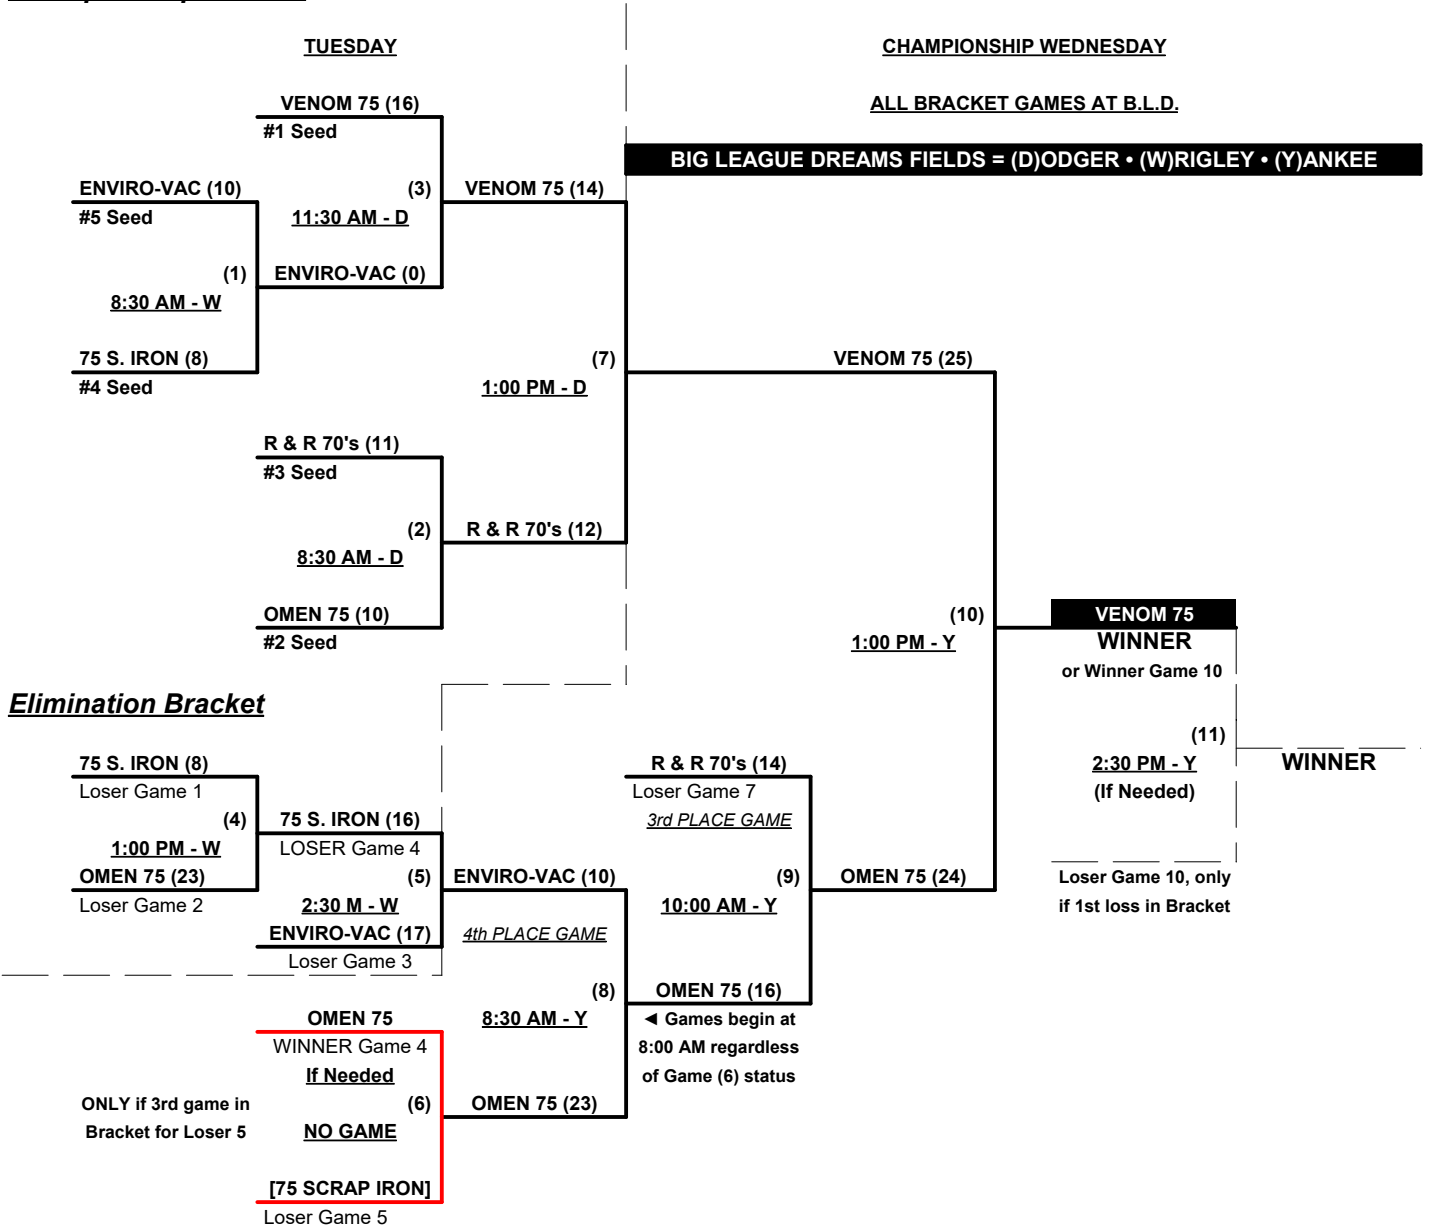 TUESDAY
CHAMPIONSHIP WEDNESDAY
VENOM 75 (16)
ALL BRACKET GAMES AT B.L.D.
#1 Seed
BIG LEAGUE DREAMS FIELDS = (D)ODGER • (W)RIGLEY • (Y)ANKEE
ENVIRO-VAC (10)
(3)
VENOM 75 (14)
#5 Seed
11:30 AM - D
(1)
ENVIRO-VAC (0)
8:30 AM - W
75 S. IRON (8)
(7)
VENOM 75 (25)
#4 Seed
1:00 PM - D
R & R 70's (11)
#3 Seed
(2)
R & R 70's (12)
8:30 AM - D
OMEN 75 (10)
(10)
VENOM 75
#2 Seed
1:00 PM - Y
WINNER
or Winner Game 10
Elimination Bracket
(11)
75 S. IRON (8)
R & R 70's (14)
2:30 PM - Y
WINNER
Loser Game 1
Loser Game 7
(If Needed)
(4)
75 S. IRON (16)
3rd PLACE GAME
1:00 PM - W
LOSER Game 4
OMEN 75 (23)
(5)
ENVIRO-VAC (10)
(9)
OMEN 75 (24)
Loser Game 10, only
Loser Game 2
2:30 M - W
10:00 AM - Y
if 1st loss in Bracket
ENVIRO-VAC (17)
4th PLACE GAME
Loser Game 3
(8)
OMEN 75 (16)
OMEN 75
8:30 AM - Y
◄ Games begin at
WINNER Game 4
8:00 AM regardless
If Needed
of Game (6) status
ONLY if 3rd game in
(6)
OMEN 75 (23)
Bracket for Loser 5
NO GAME
[75 SCRAP IRON]
Loser Game 5